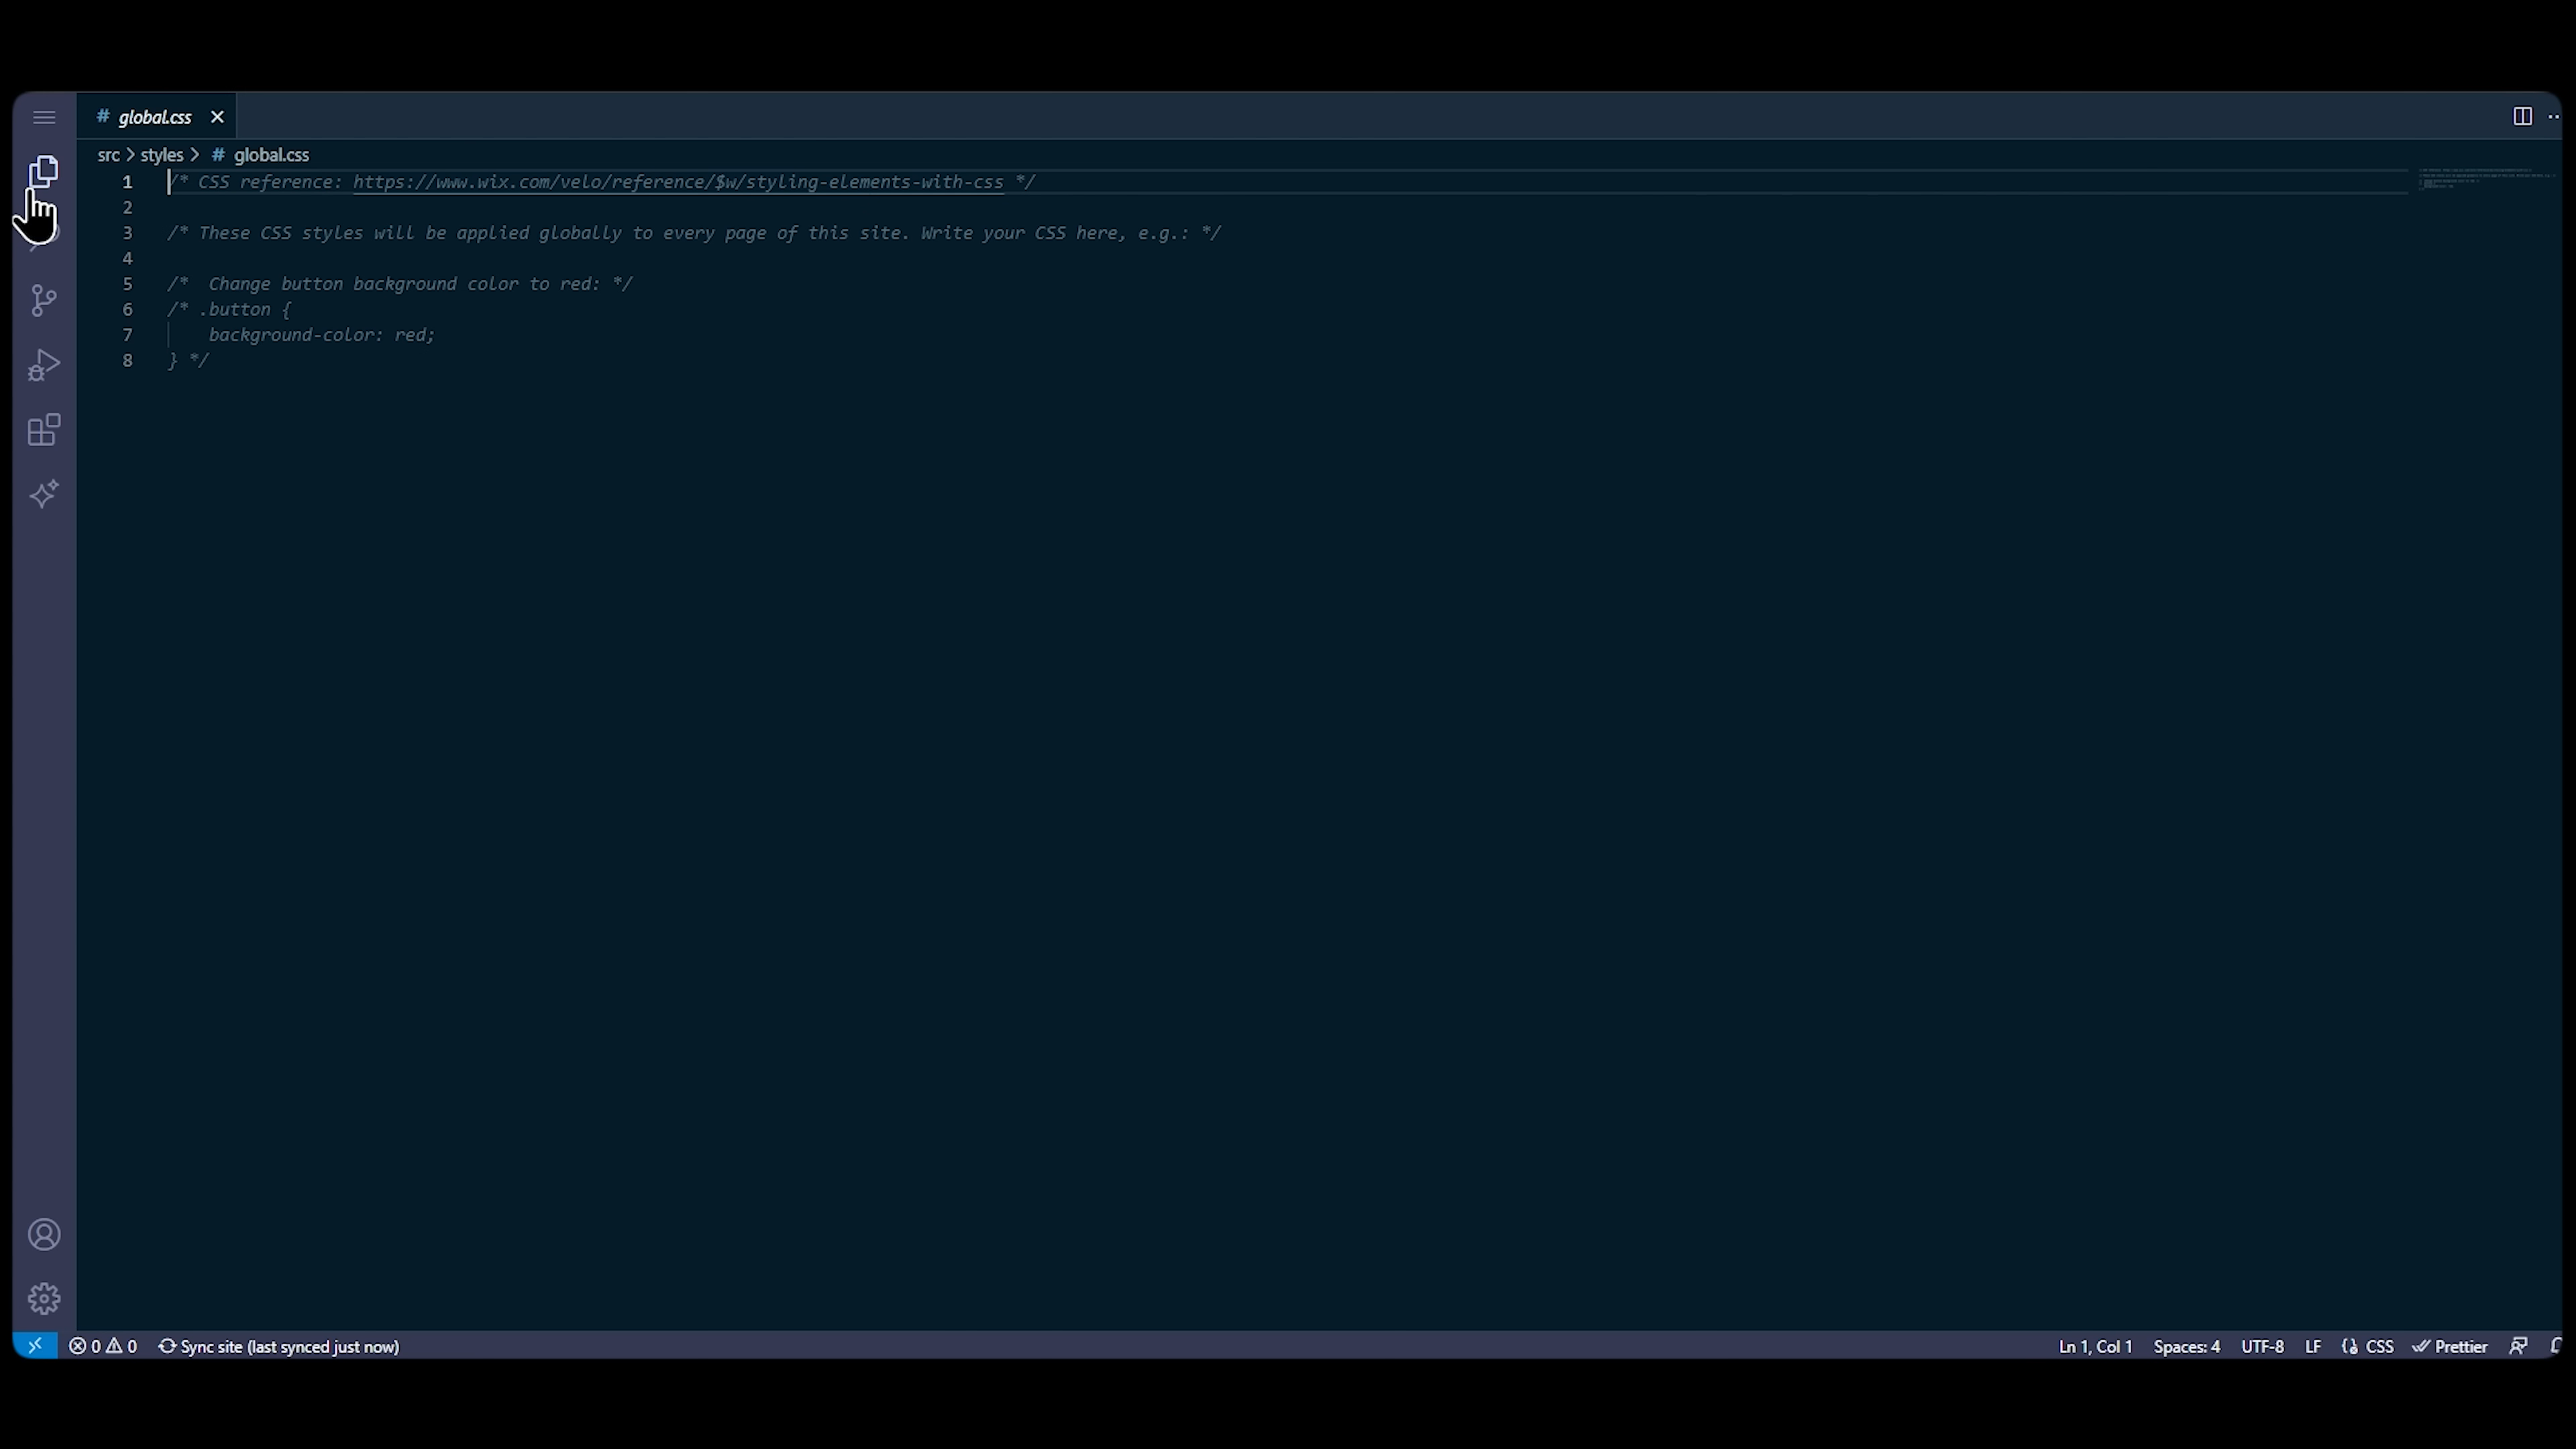 # global.css
src > styles > # global.css
1 /* CSS reference: https://www.wix.com/velo/reference/$w/styling-elements-with-css */
2
3 /* These CSS styles will be applied globally to every page of this site. Write your CSS here, e.g.: */
4
5 /*  Change button background color to red: */
6 /* .button {
7     background-color: red;
8 } */
0 0 Sync site (last synced just now) Ln 1, Col 1 Spaces: 4 UTF-8 LF CSS Prettier